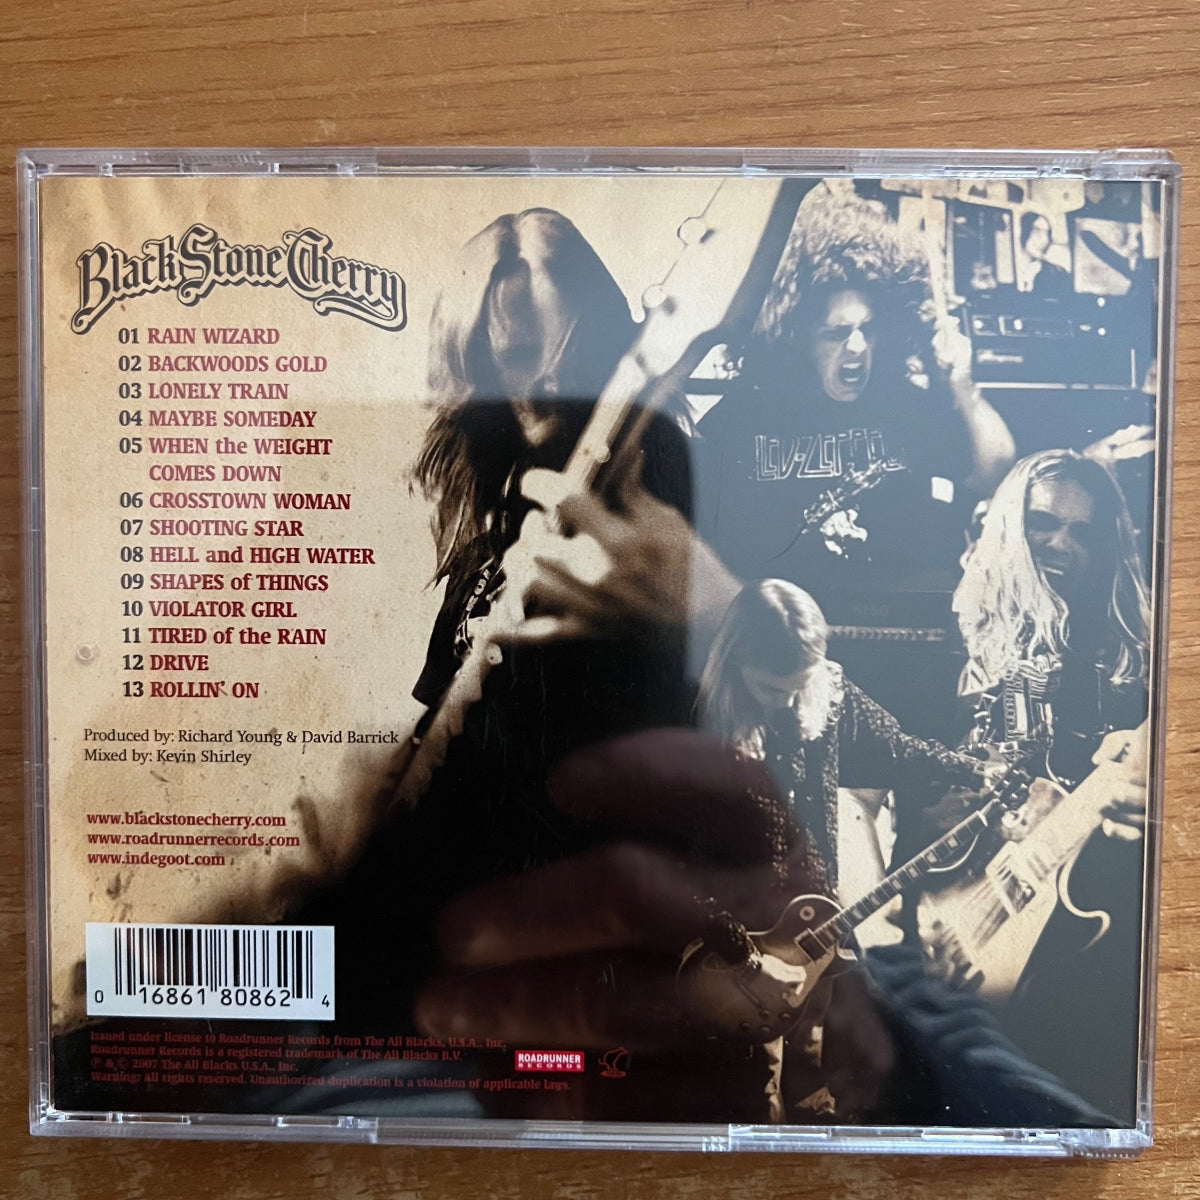 Black Stone Cherry
01 RAIN WIZARD
02 BACKWOODS GOLD
03 LONELY TRAIN
04 MAYBE SOMEDAY
05 WHEN the WEIGHT
COMES DOWN
06 CROSSTOWN WOMAN
07 SHOOTING STAR
08 HELL and HIGH WATER
09 SHAPES of THINGS
10 VIOLATOR GIRL
11 TIRED of the RAIN
12 DRIVE
13 ROLLIN' ON
Produced by: Richard Young & David Barrick
Mixed by: Kevin Shirley
www.blackstonecherry.com
www.roadrunnerrecords.com
www.indegoot.com
0 16861 80862 4
Issued under license to Roadrunner Records from The All Blacks, U.S.A., Inc.
Roadrunner Records is a registered trademark of The All Blacks B.V.
℗ & © 2007 The All Blacks U.S.A., Inc.
Warning: All rights reserved. Unauthorized duplication is a violation of applicable laws.
ROADRUNNER
RECORDS
LED-ZEPPE